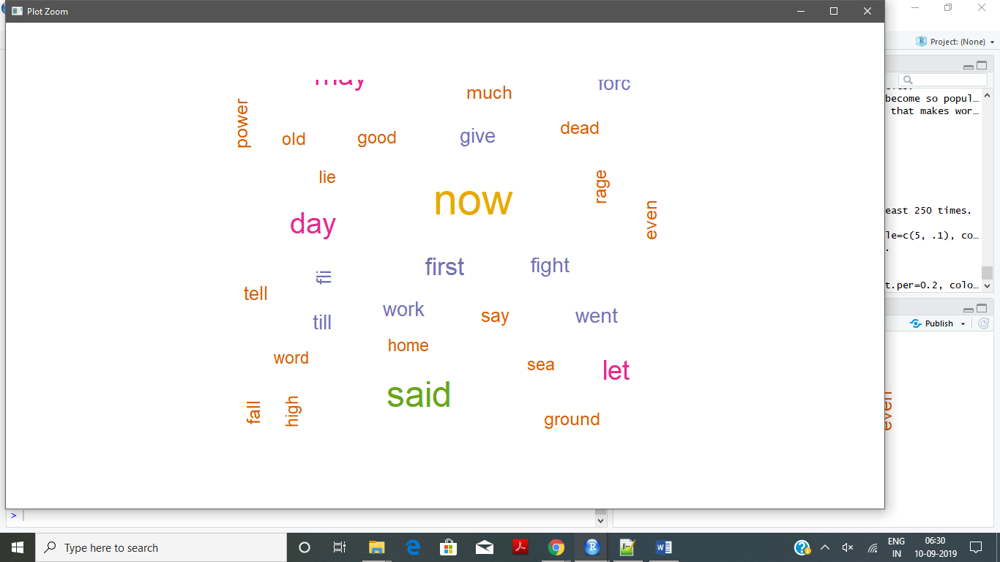 Plot Zoom
Project: (None)
may
much
forc
power
old
good
give
dead
become so popul…
that makes wor…
lie
now
rage
even
day
east 250 times.
le=c(5, .1), co…
first
fight
fli
tell
t.per=0.2, colo…
work
say
went
till
Publish
home
word
sea
let
said
fall
high
ground
even
>
Type here to search
ENG
IN
06:30
10-09-2019